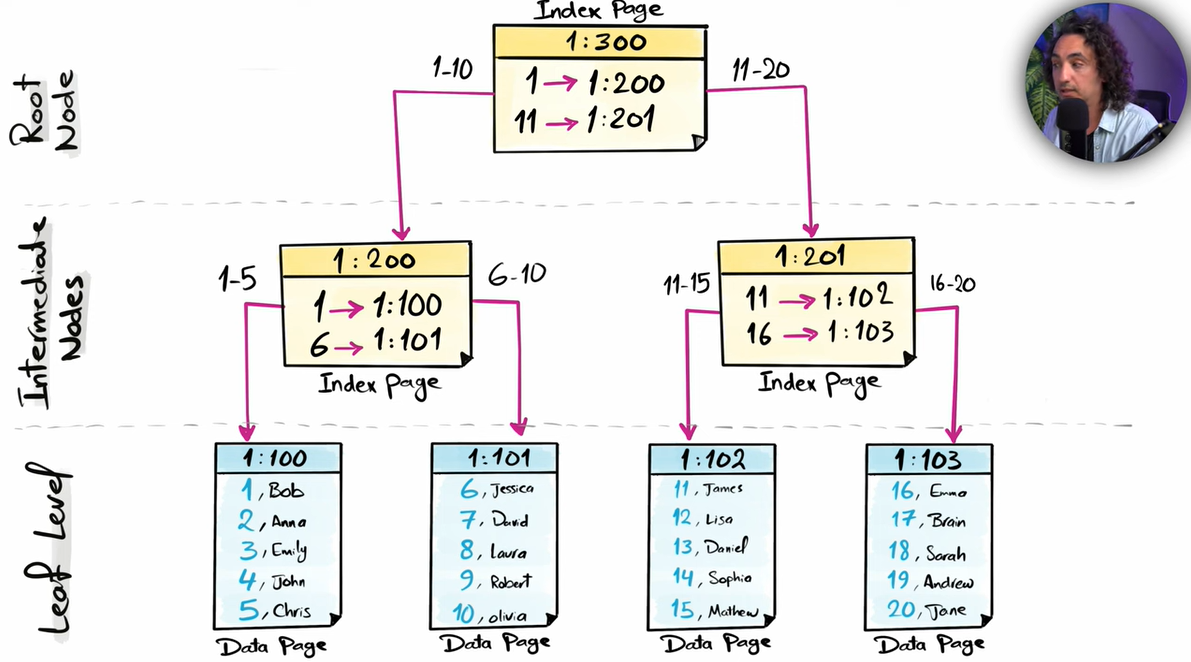 Index Page
Root Node
1:300
1 → 1:200
11 → 1:201
1-10
11-20
Intermediate Nodes
1:200
1 → 1:100
6 → 1:101
Index Page
1-5
6-10
1:201
11 → 1:102
16 → 1:103
Index Page
11-15
16-20
Leaf Level
1:100
1, Bob
2, Anna
3, Emily
4, John
5, Chris
Data Page
1:101
6, Jessica
7, David
8, Laura
9, Robert
10, olivia
Data Page
1:102
11, James
12, Lisa
13, Daniel
14, Sophia
15, Mathew
Data Page
1:103
16, Emma
17, Brain
18, Sarah
19, Andrew
20, Jane
Data Page